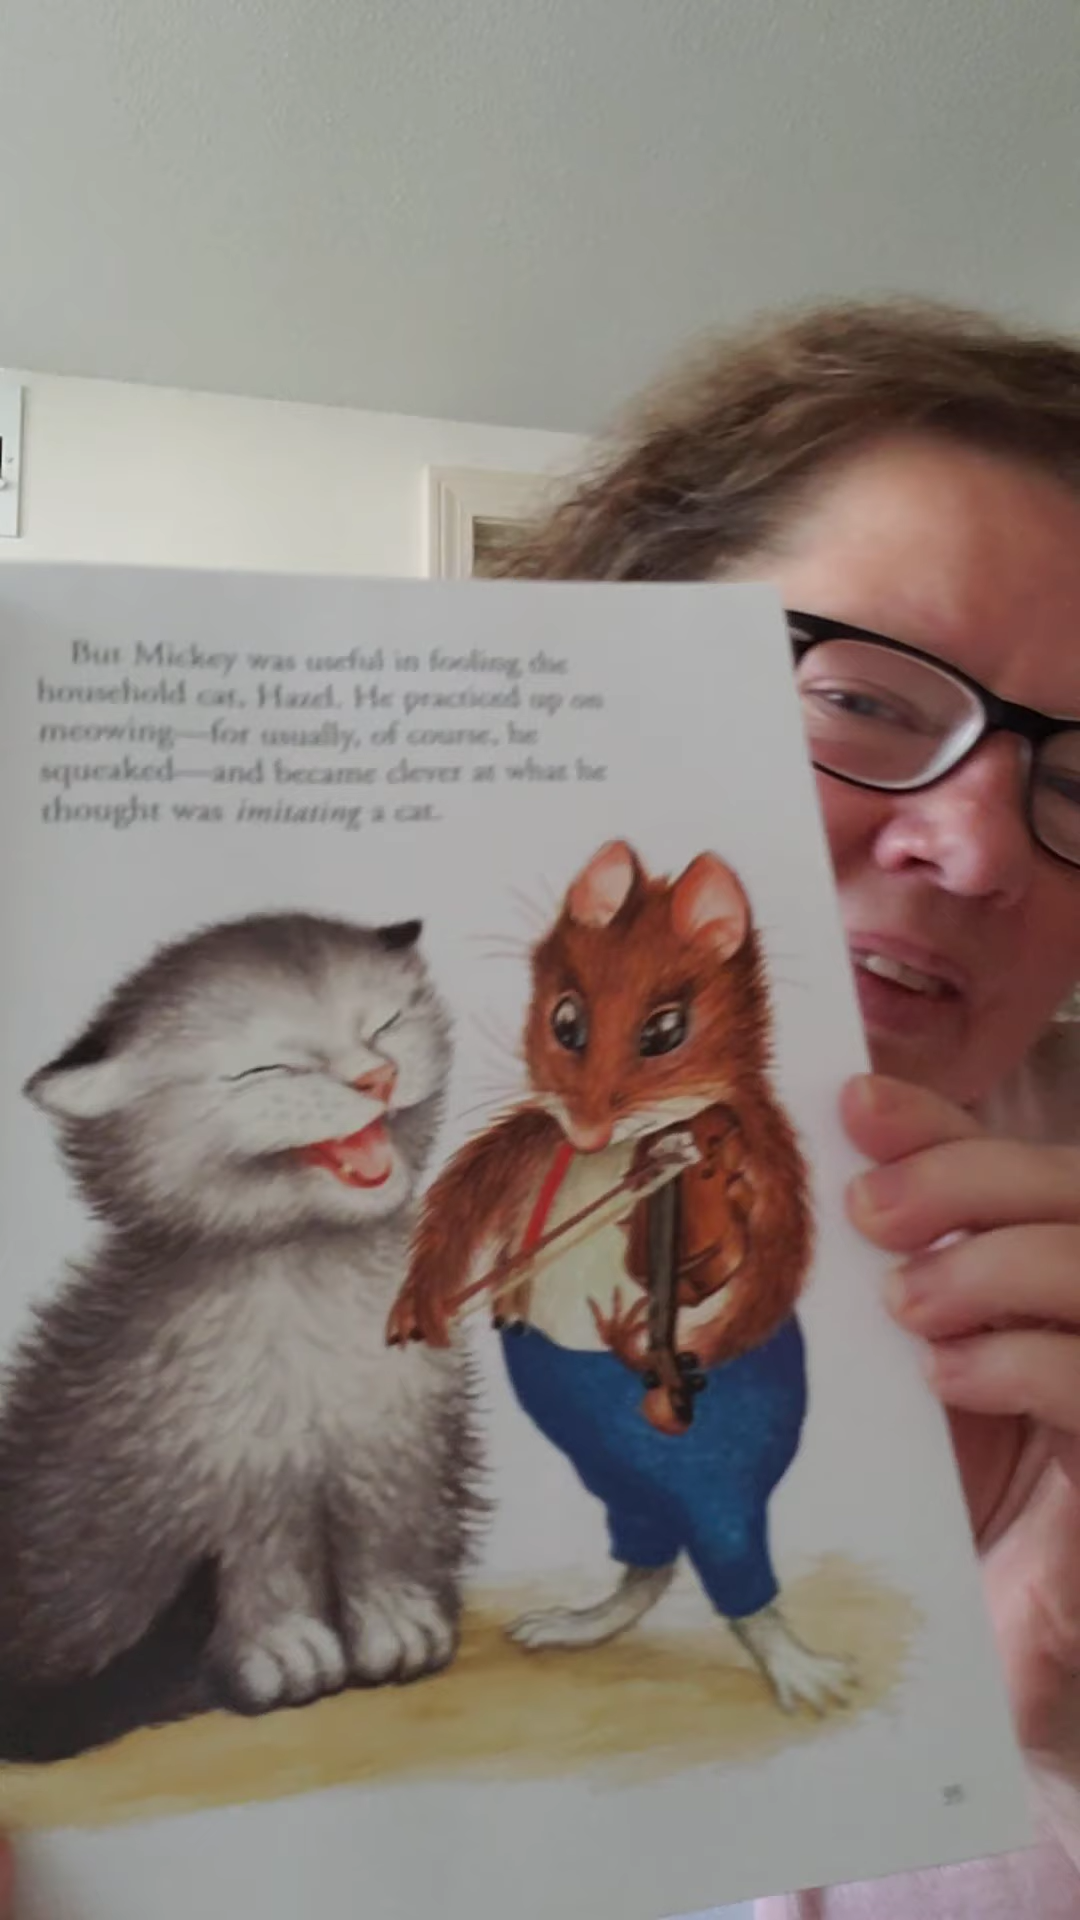 But Mickey was useful in fooling the
household cat, Hazel. He practiced up on
meowing—for usually, of course, he
squeaked—and became clever at what he
thought was imitating a cat.